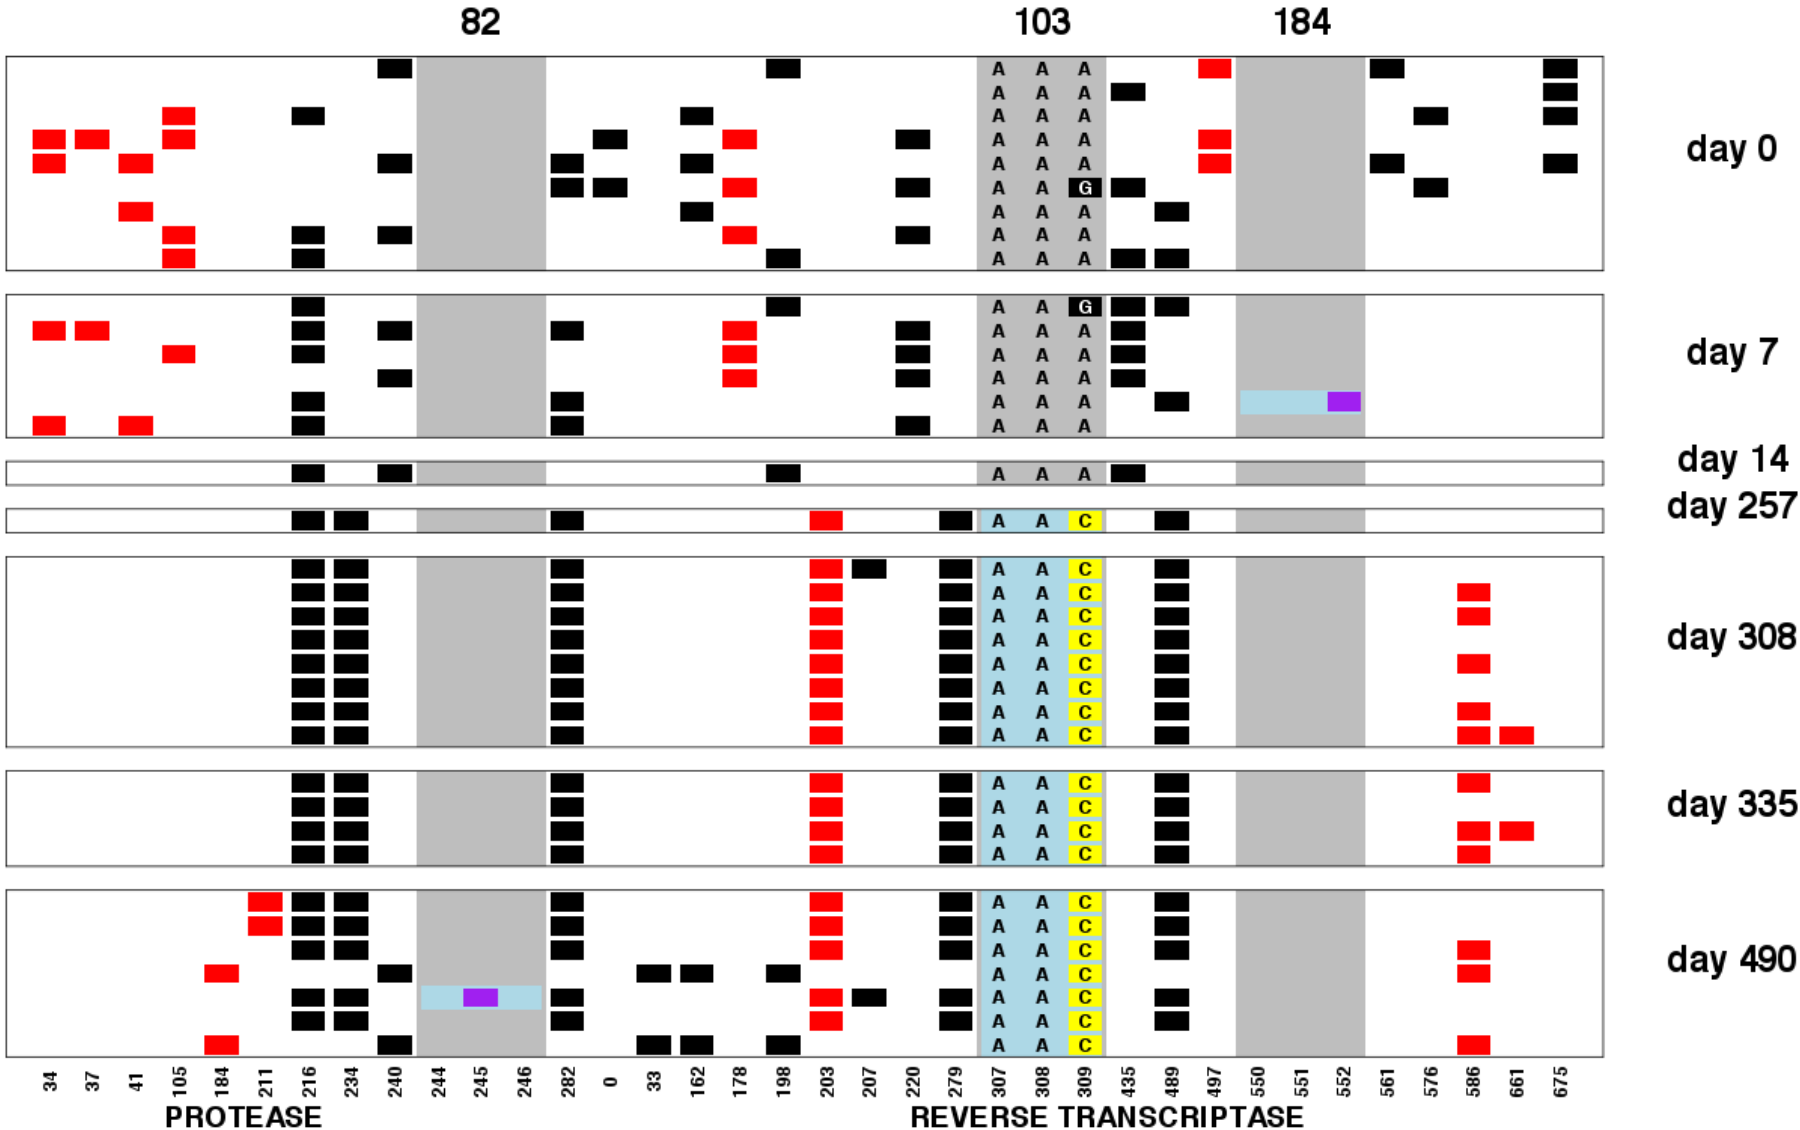 82 103 184
A A A
A A A
A A A
A A A
A A A
A A G
A A A
A A A
A A A
day 0
A A G
A A A
A A A
A A A
A A A
A A A
day 7
A A A
day 14
A A C
day 257
A A C
A A C
A A C
A A C
A A C
A A C
A A C
A A C
day 308
A A C
A A C
A A C
A A C
day 335
A A C
A A C
A A C
A A C
A A C
A A C
A A C
day 490
34 37 41 105 184 211 216 234 240 244 245 246 282 0 33 162 178 198 203 207 220 279 307 308 309 435 489 497 550 551 552 561 576 586 661 675
PROTEASE REVERSE TRANSCRIPTASE